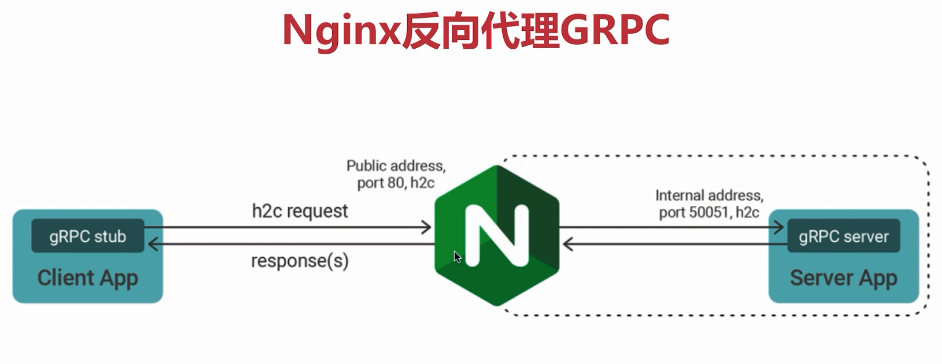 Nginx反向代理GRPC
Public address,
port 80, h2c
Internal address,
port 50051, h2c
h2c request
gRPC stub
N
gRPC server
response(s)
Client App
Server App